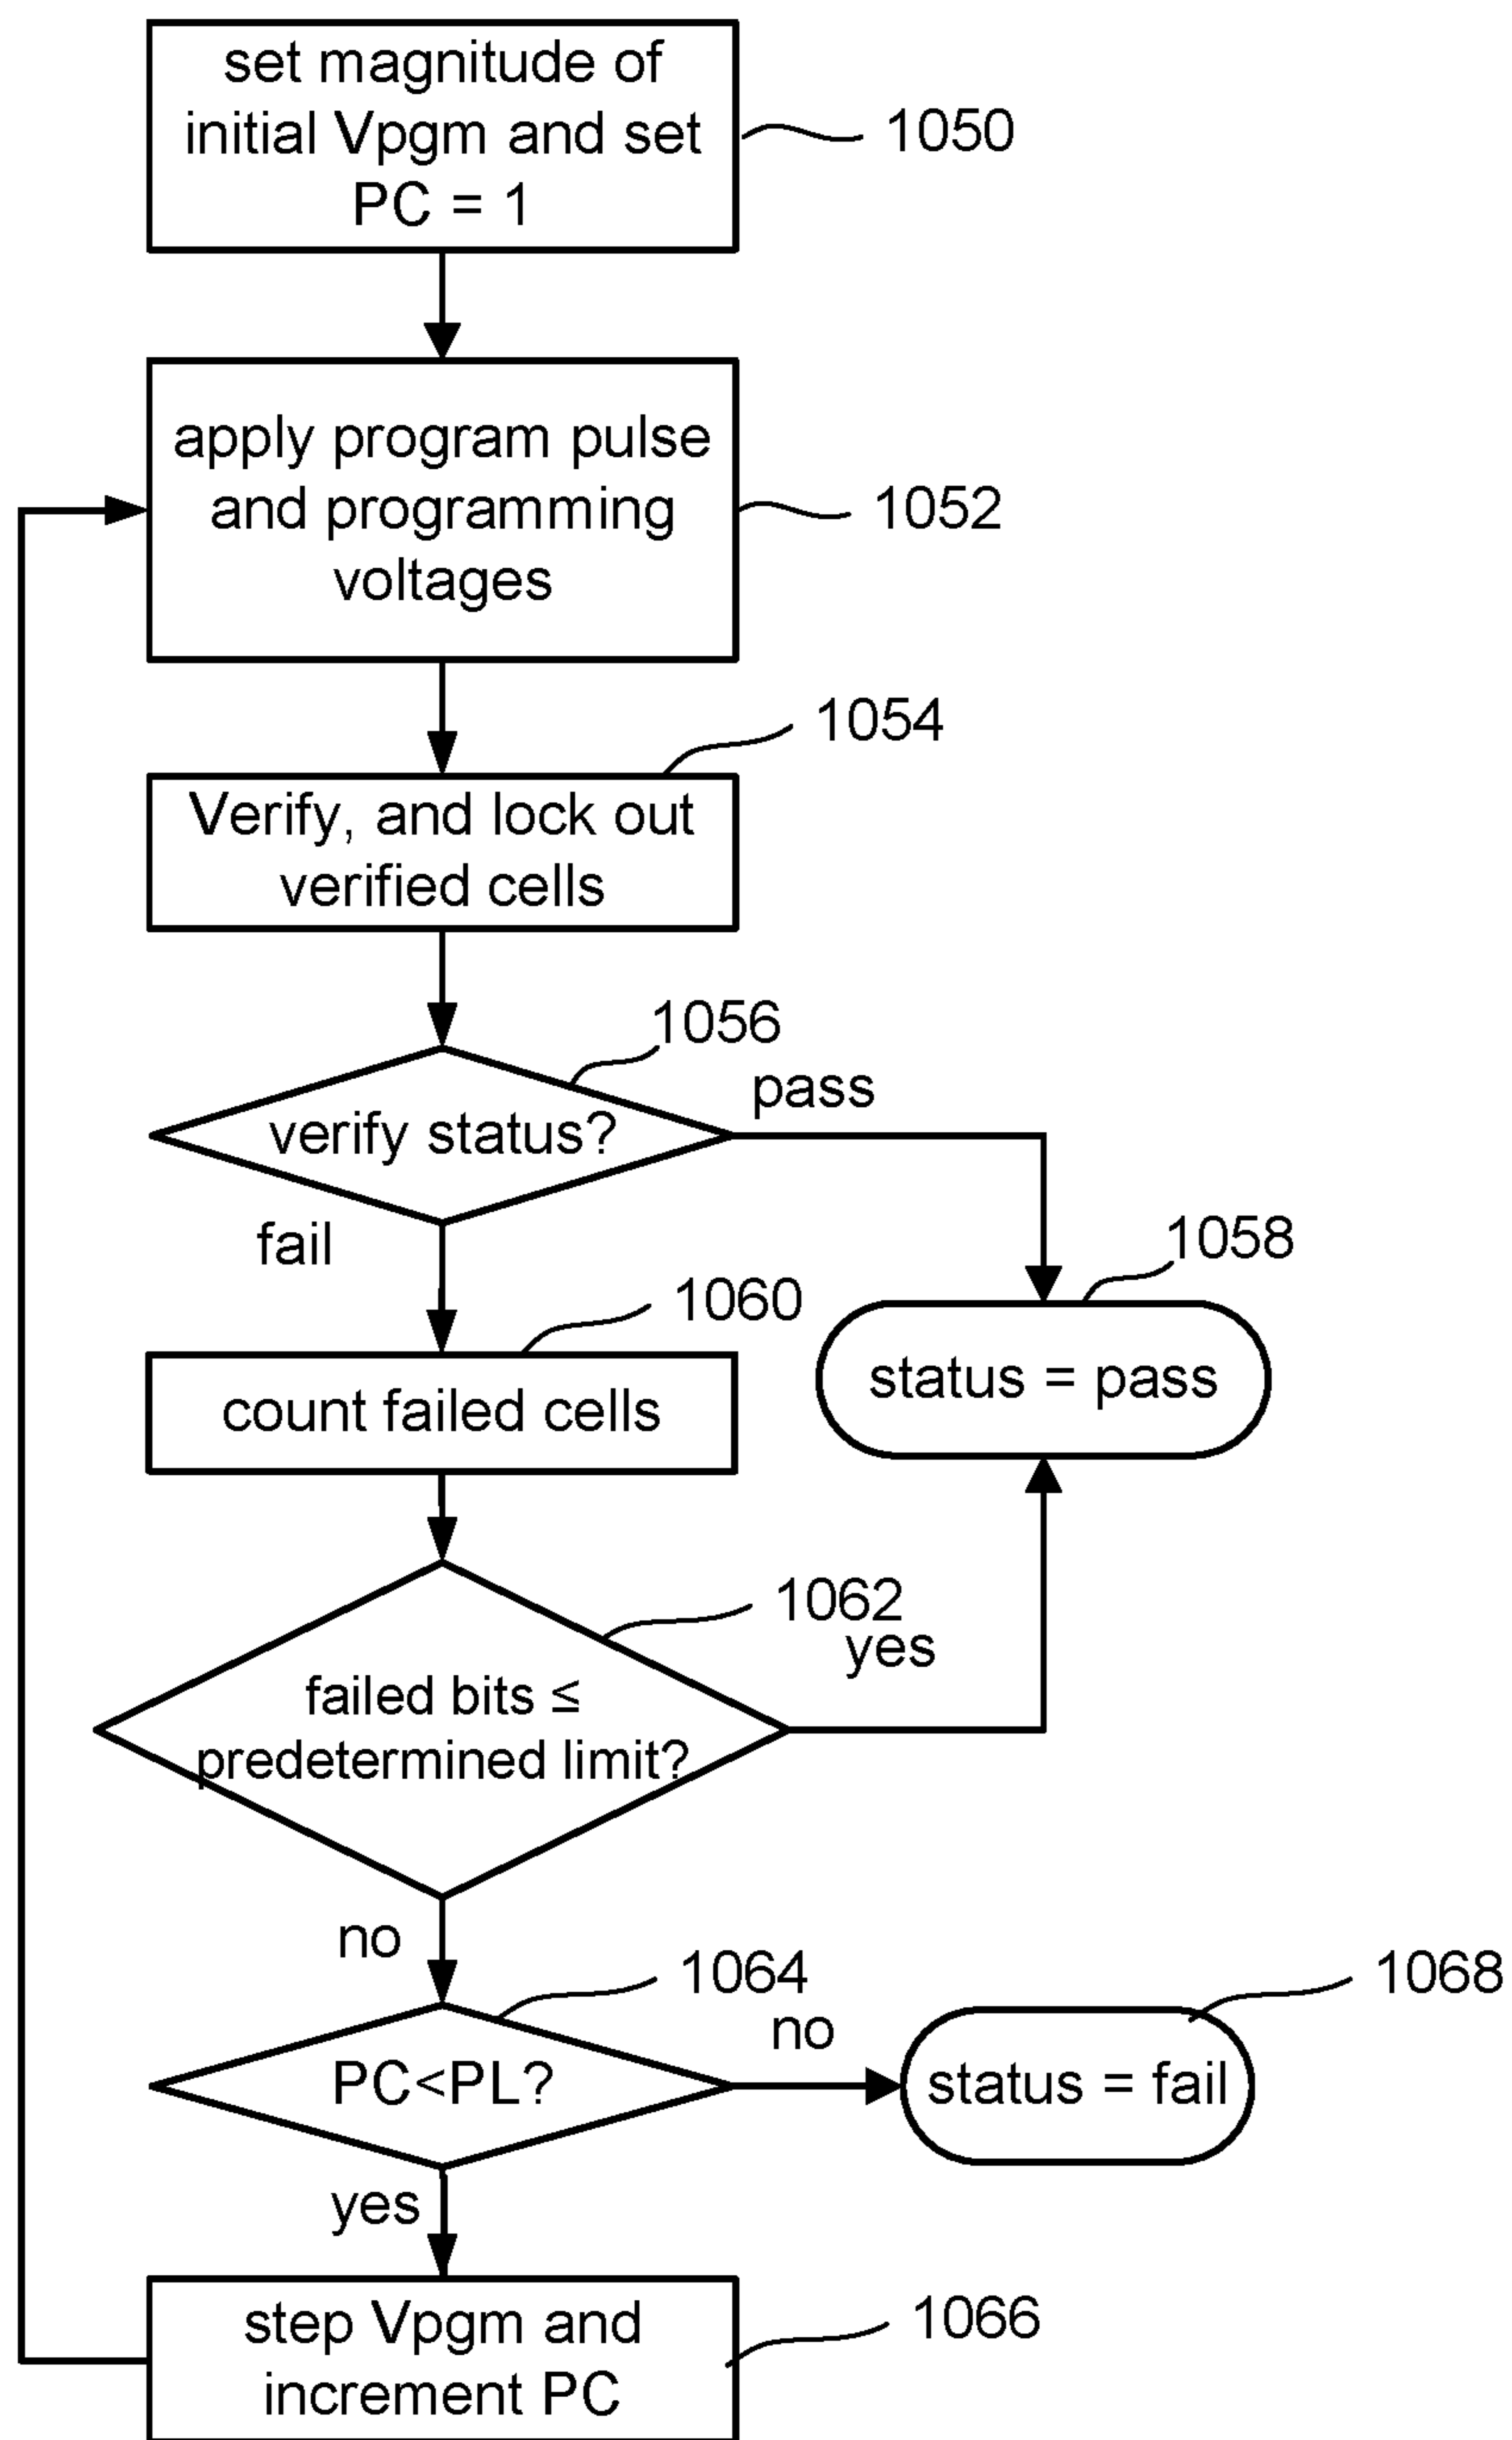 set magnitude of
initial Vpgm and set
PC = 1
1050
apply program pulse
and programming
voltages
1052
1054
Verify, and lock out
verified cells
1056
pass
verify status?
fail
1058
status = pass
1060
count failed cells
1062
yes
failed bits ≤
predetermined limit?
no
1064
no
1068
PC<PL?
status = fail
yes
step Vpgm and
increment PC
1066